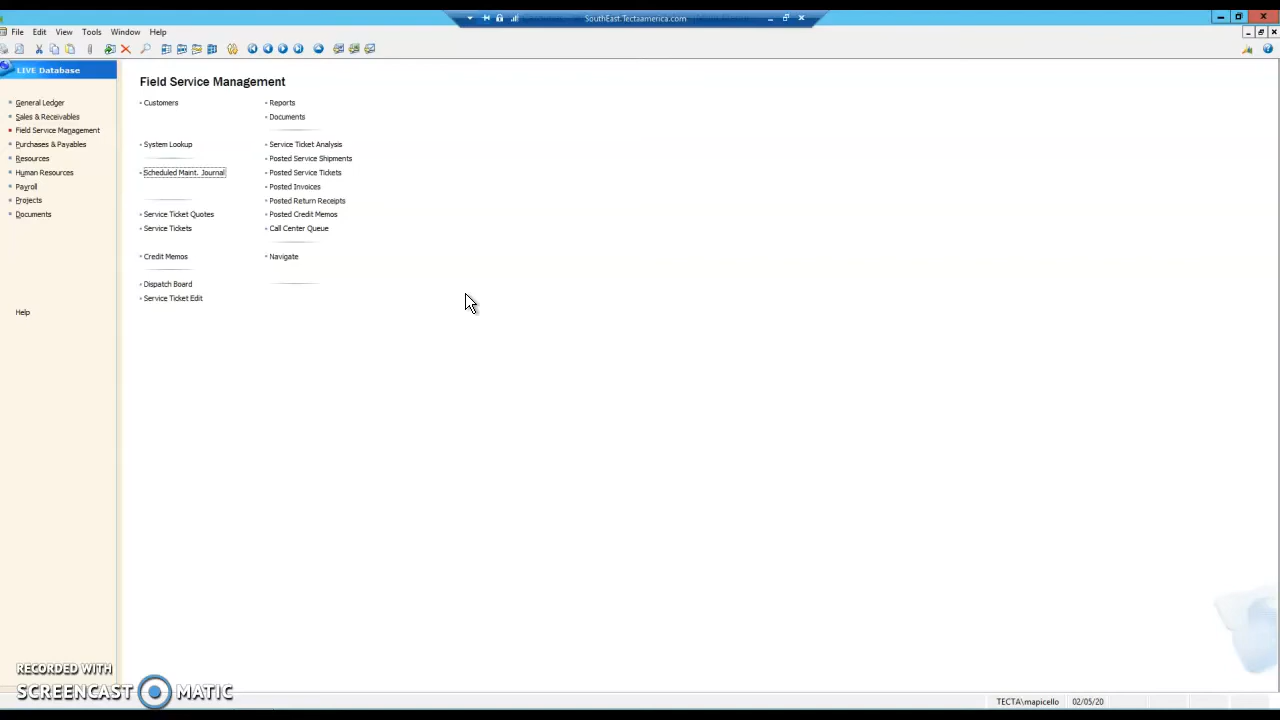 SouthEast.Tectaamerica.com
File Edit View Tools Window Help
LIVE Database
General Ledger
Sales & Receivables
Field Service Management
Purchases & Payables
Resources
Human Resources
Payroll
Projects
Documents
Help
Field Service Management
Customers
System Lookup
Scheduled Maint. Journal
Service Ticket Quotes
Service Tickets
Credit Memos
Dispatch Board
Service Ticket Edit
Reports
Documents
Service Ticket Analysis
Posted Service Shipments
Posted Service Tickets
Posted Invoices
Posted Return Receipts
Posted Credit Memos
Call Center Queue
Navigate
RECORDED WITH
SCREENCAST MATIC
TECTA\mapicello 02/05/20